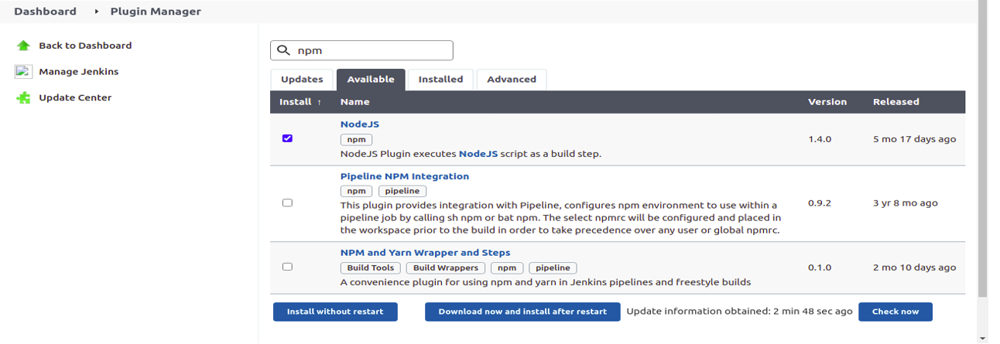 Dashboard ▸ Plugin Manager
Back to Dashboard
Manage Jenkins
Update Center
npm
Updates Available Installed Advanced
Install ↑ Name Version Released
NodeJS
npm
NodeJS Plugin executes NodeJS script as a build step.
1.4.0 5 mo 17 days ago
Pipeline NPM Integration
npm pipeline
This plugin provides integration with Pipeline, configures npm environment to use within a
pipeline job by calling sh npm or bat npm. The select npmrc will be configured and placed in
the workspace prior to the build in order to take precedence over any user or global npmrc.
0.9.2 3 yr 8 mo ago
NPM and Yarn Wrapper and Steps
Build Tools Build Wrappers npm pipeline
A convenience plugin for using npm and yarn in Jenkins pipelines and freestyle builds
0.1.0 2 mo 10 days ago
Install without restart Download now and install after restart Update information obtained: 2 min 48 sec ago Check now